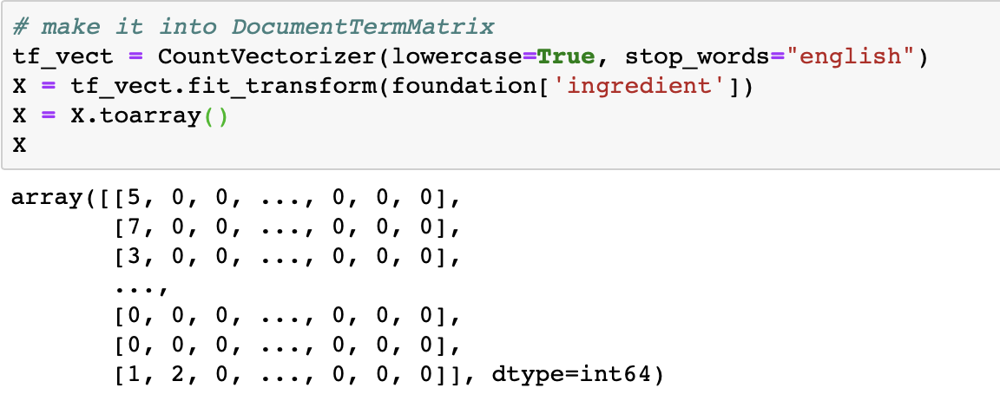 # make it into DocumentTermMatrix
tf_vect = CountVectorizer(lowercase=True, stop_words="english")
X = tf_vect.fit_transform(foundation['ingredient'])
X = X.toarray()
X
array([[5, 0, 0, ..., 0, 0, 0],
       [7, 0, 0, ..., 0, 0, 0],
       [3, 0, 0, ..., 0, 0, 0],
       ...,
       [0, 0, 0, ..., 0, 0, 0],
       [0, 0, 0, ..., 0, 0, 0],
       [1, 2, 0, ..., 0, 0, 0]], dtype=int64)